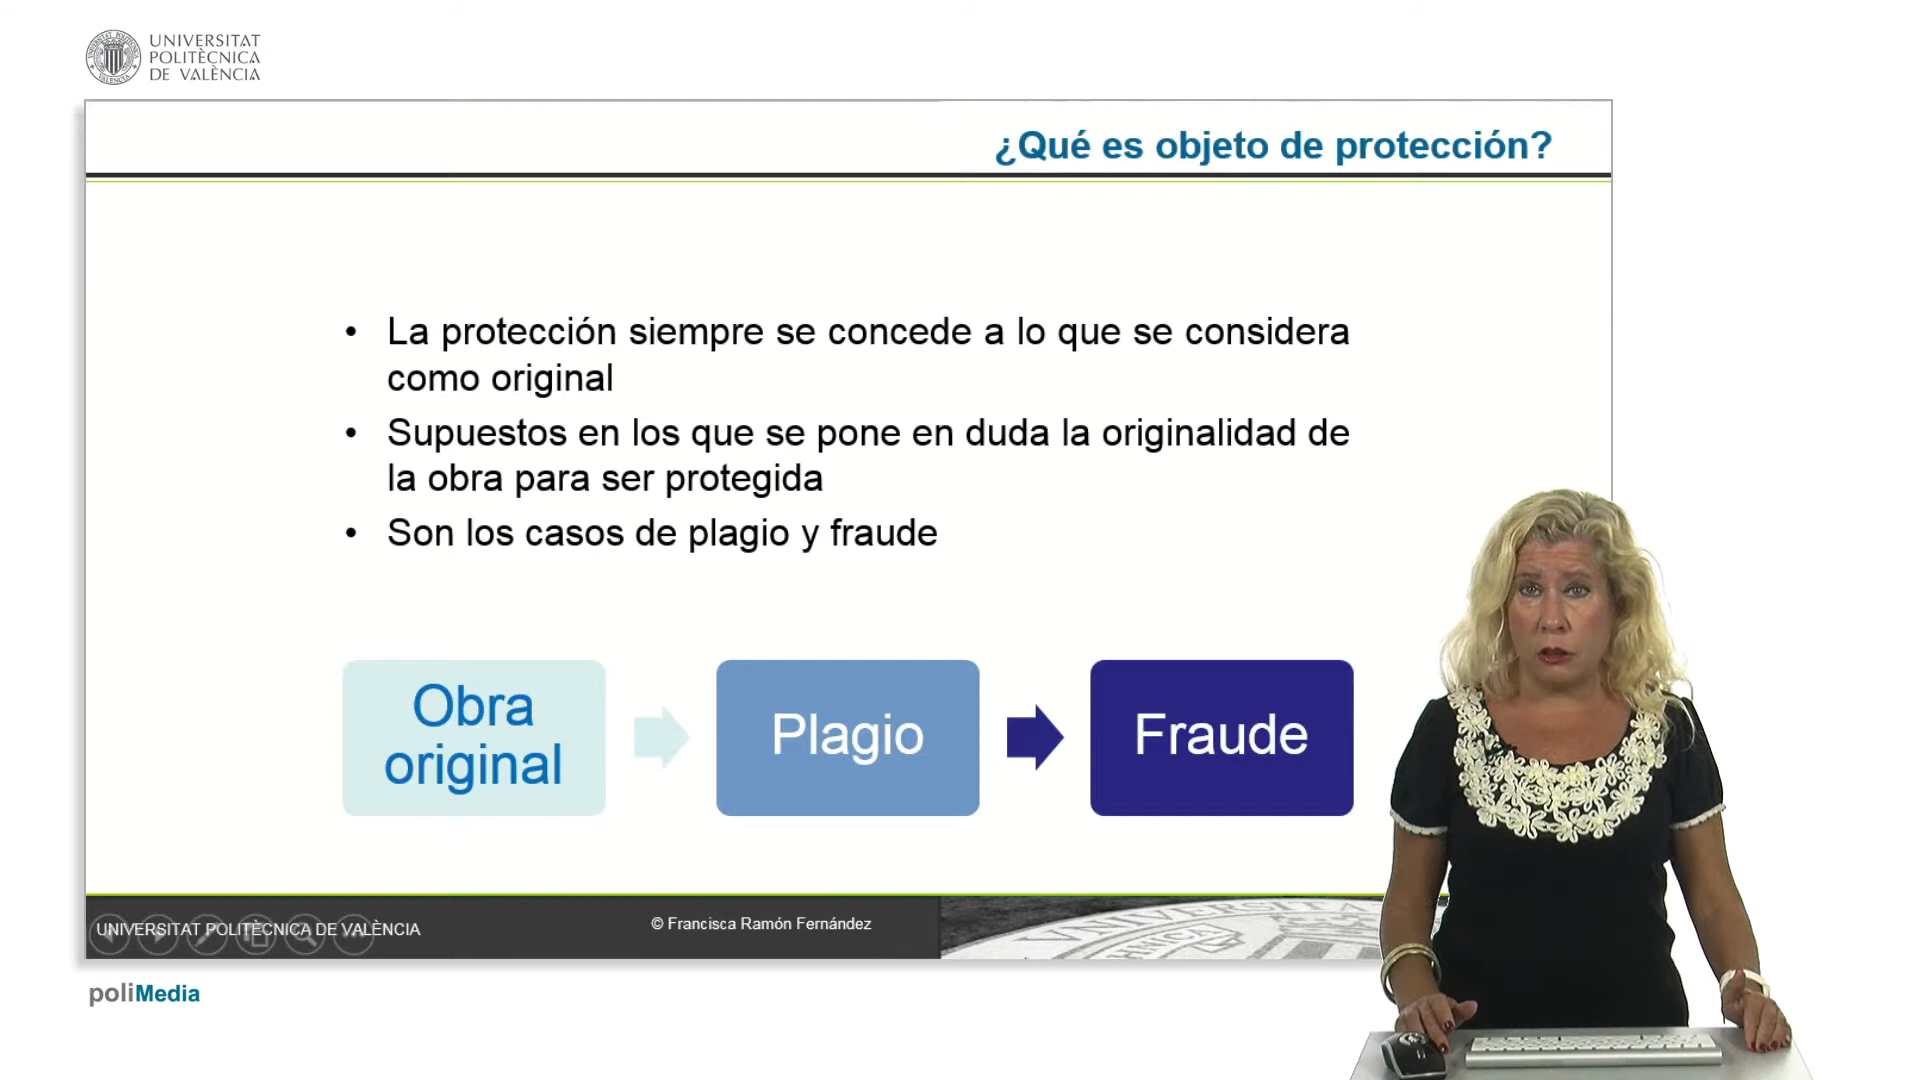 UNIVERSITAT
POLITÈCNICA
DE VALÈNCIA
¿Qué es objeto de protección?
• La protección siempre se concede a lo que se considera
como original
• Supuestos en los que se pone en duda la originalidad de
la obra para ser protegida
• Son los casos de plagio y fraude
Obra
original
Plagio
Fraude
UNIVERSITAT POLITÈCNICA DE VALÈNCIA
© Francisca Ramón Fernández
poliMedia